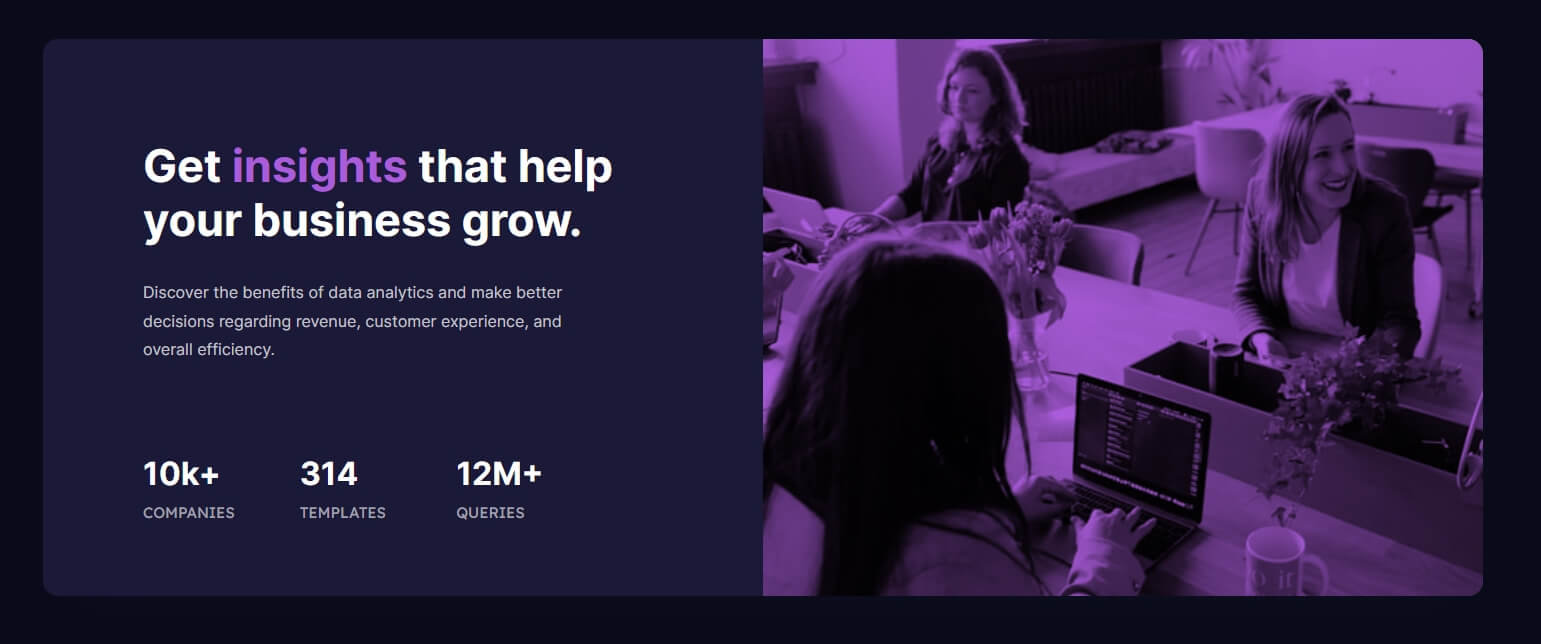 Get insights that help
your business grow.
Discover the benefits of data analytics and make better
decisions regarding revenue, customer experience, and
overall efficiency.
10k+ 314 12M+
COMPANIES TEMPLATES QUERIES